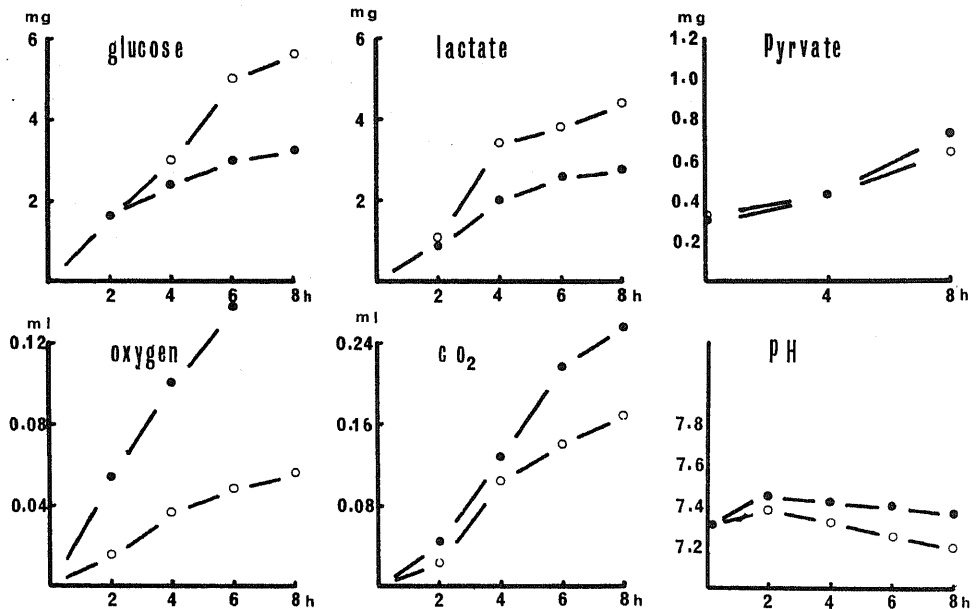 mg
glucose
6
4
2
2 4 6 8 h
mg
lactate
6
4
2
2 4 6 8 h
mg
Pyrvate
1.2
1.0
0.8
0.6
0.4
0.2
4 8 h
ml
oxygen
0.12
0.08
0.04
2 4 6 8
ml
co2
0.24
0.16
0.08
2 4 6 8
PH
7.8
7.6
7.4
7.2
2 4 6 8